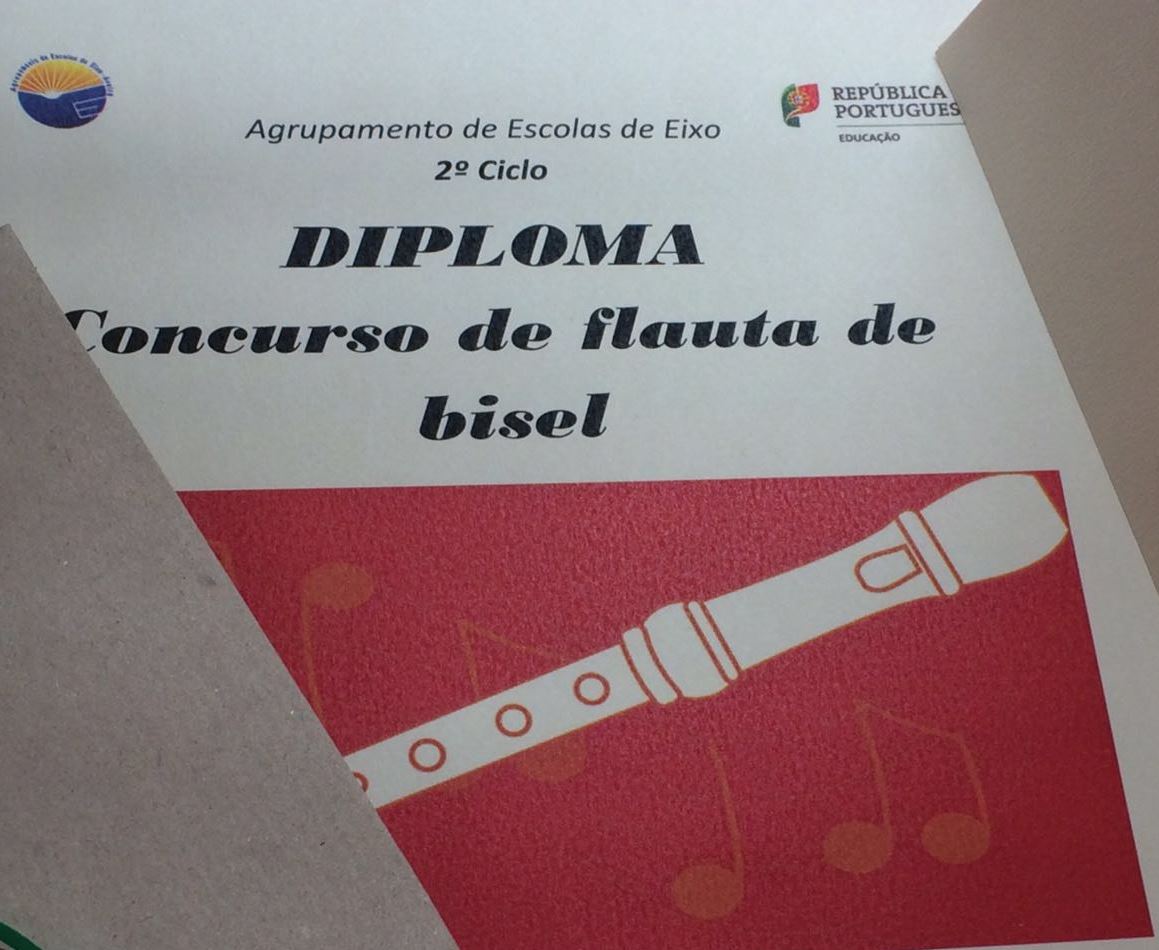 REPÚBLICA
PORTUGUES
EDUCAÇÃO
Agrupamento de Escolas de Eixo
2º Ciclo
DIPLOMA
Concurso de flauta de
bisel